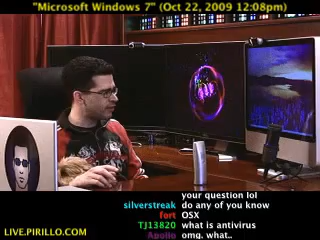 "Microsoft Windows 7" (Oct 22, 2009 12:08pm)
your question lol
silverstreak do any of you know
fort OSX
TJ13820 what is antivirus
Apollo omg. what..
LIVE.PIRILLO.COM